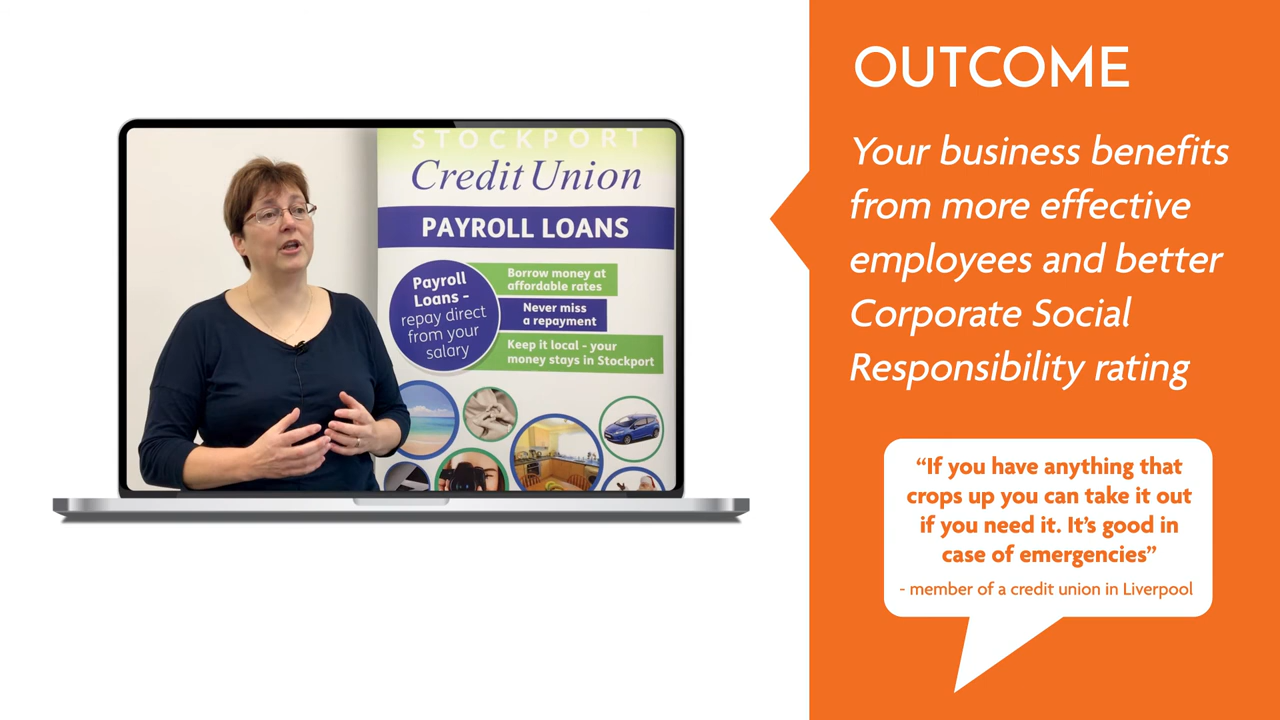 STOCKPORT
Credit Union
PAYROLL LOANS
Payroll
Loans -
repay direct
from your
salary
Borrow money at
affordable rates
Never miss
a repayment
Keep it local - your
money stays in Stockport
OUTCOME
Your business benefits
from more effective
employees and better
Corporate Social
Responsibility rating
“If you have anything that
crops up you can take it out
if you need it. It’s good in
case of emergencies”
- member of a credit union in Liverpool